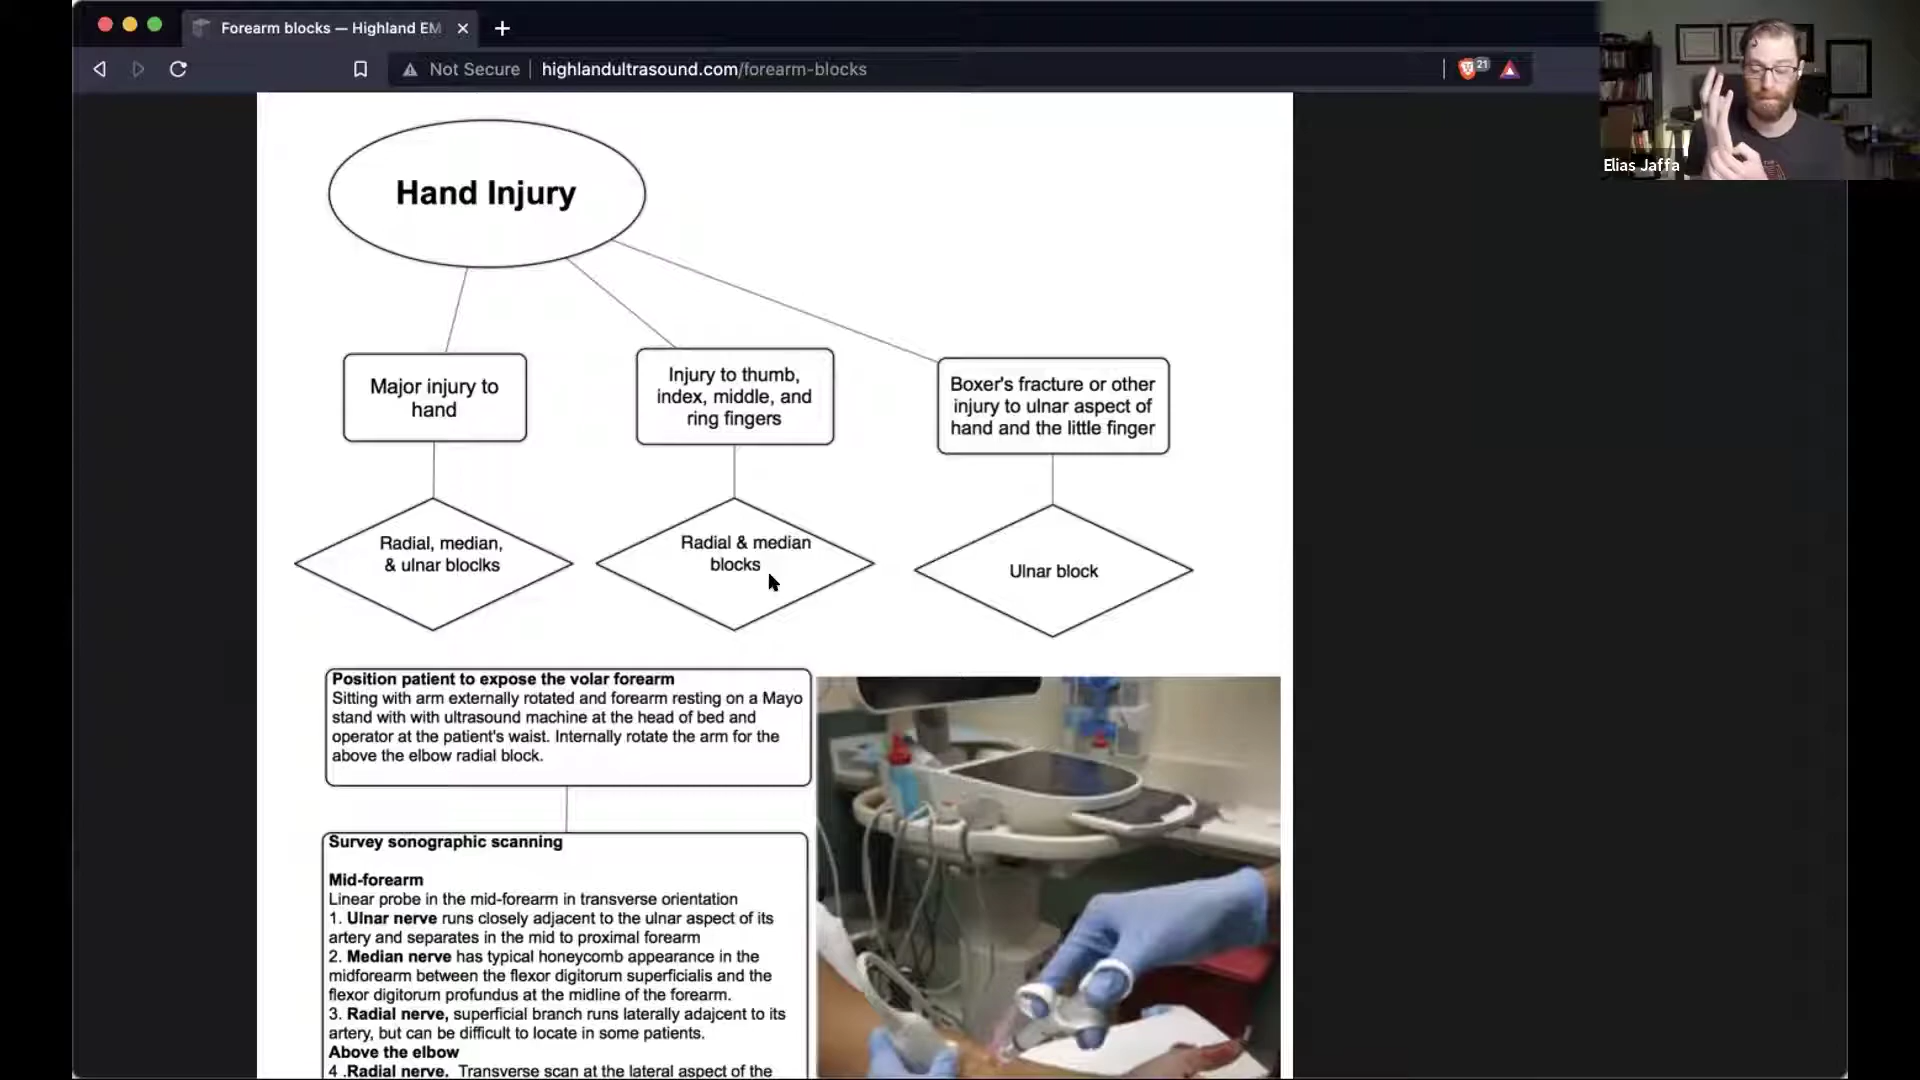 Forearm blocks — Highland EM
Not Secure
highlandultrasound.com/forearm-blocks
21
Elias Jaffa
Hand Injury
Major injury to
hand
Injury to thumb,
index, middle, and
ring fingers
Boxer's fracture or other
injury to ulnar aspect of
hand and the little finger
Radial, median,
& ulnar bloclks
Radial & median
blocks
Ulnar block
Position patient to expose the volar forearm
Sitting with arm externally rotated and forearm resting on a Mayo
stand with with ultrasound machine at the head of bed and
operator at the patient's waist. Internally rotate the arm for the
above the elbow radial block.
Survey sonographic scanning
Mid-forearm
Linear probe in the mid-forearm in transverse orientation
1. Ulnar nerve runs closely adjacent to the ulnar aspect of its
artery and separates in the mid to proximal forearm
2. Median nerve has typical honeycomb appearance in the
midforearm between the flexor digitorum superficialis and the
flexor digitorum profundus at the midline of the forearm.
3. Radial nerve, superficial branch runs laterally adajcent to its
artery, but can be difficult to locate in some patients.
Above the elbow
4 .Radial nerve. Transverse scan at the lateral aspect of the